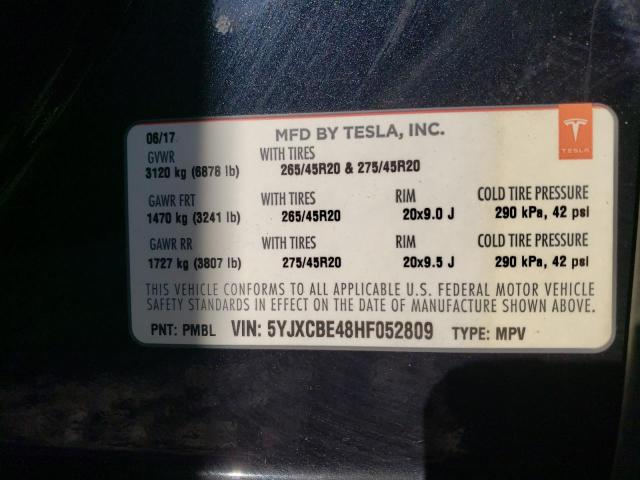 06/17 MFD BY TESLA, INC.
TESLA
GVWR WITH TIRES
3120 kg (6878 lb) 265/45R20 & 275/45R20
GAWR FRT WITH TIRES RIM COLD TIRE PRESSURE
1470 kg (3241 lb) 265/45R20 20x9.0 J 290 kPa, 42 psi
GAWR RR WITH TIRES RIM COLD TIRE PRESSURE
1727 kg (3807 lb) 275/45R20 20x9.5 J 290 kPa, 42 psi
THIS VEHICLE CONFORMS TO ALL APPLICABLE U.S. FEDERAL MOTOR VEHICLE
SAFETY STANDARDS IN EFFECT ON THE DATE OF MANUFACTURE SHOWN ABOVE.
PNT: PMBL VIN: 5YJXCBE48HF052809 TYPE: MPV